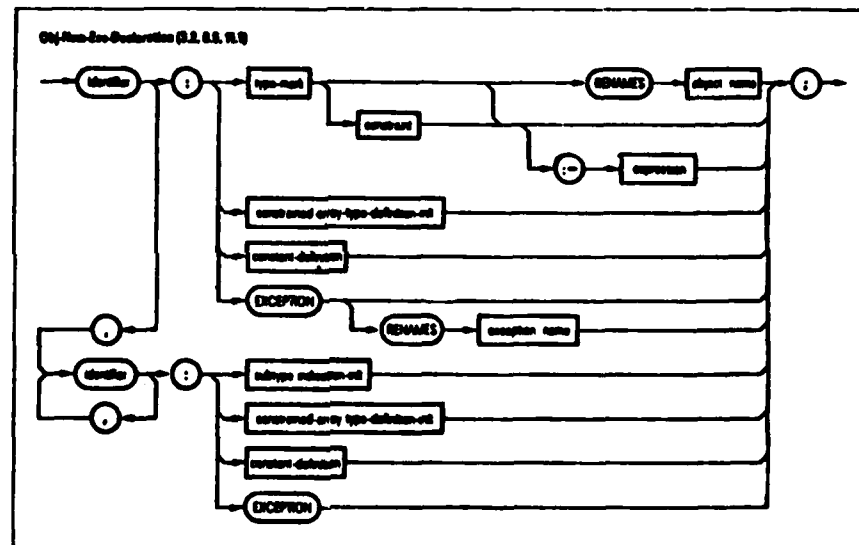 Obj-Num-Exc-Declaration (3.2, 8.5, 11.1)
identifier : type-mark RENAMES object name ;
constraint
:= expression
constrained-array-type-definition-init
constant-definition
EXCEPTION
, RENAMES exception name
identifier : subtype indication-init
, constrained-array type-definition-init
constant-definition
EXCEPTION